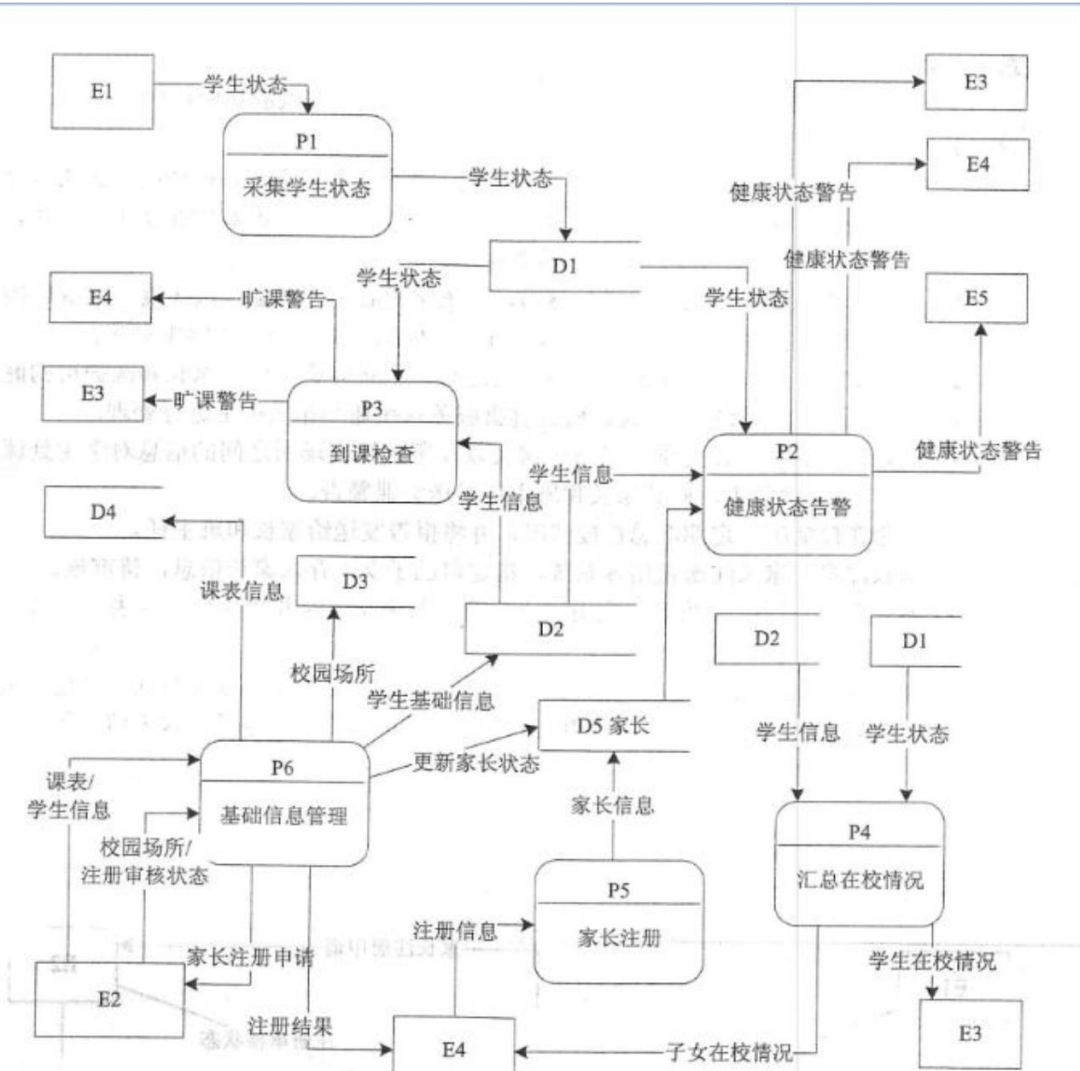 E1
学生状态
P1
采集学生状态
学生状态
D1
E3
E4
健康状态警告
健康状态警告
E5
学生状态
学生状态
E4
旷课警告
E3
旷课警告
P3
到课检查
P2
健康状态告警
健康状态警告
学生信息
学生信息
D4
课表信息
D3
D2
D2
D1
校园场所
学生基础信息
D5 家长
学生信息
学生状态
更新家长状态
P6
基础信息管理
课表/
学生信息
校园场所/
注册审核状态
家长信息
P5
家长注册
P4
汇总在校情况
注册信息
家长注册申请
学生在校情况
E2
注册结果
E4
子女在校情况
E3